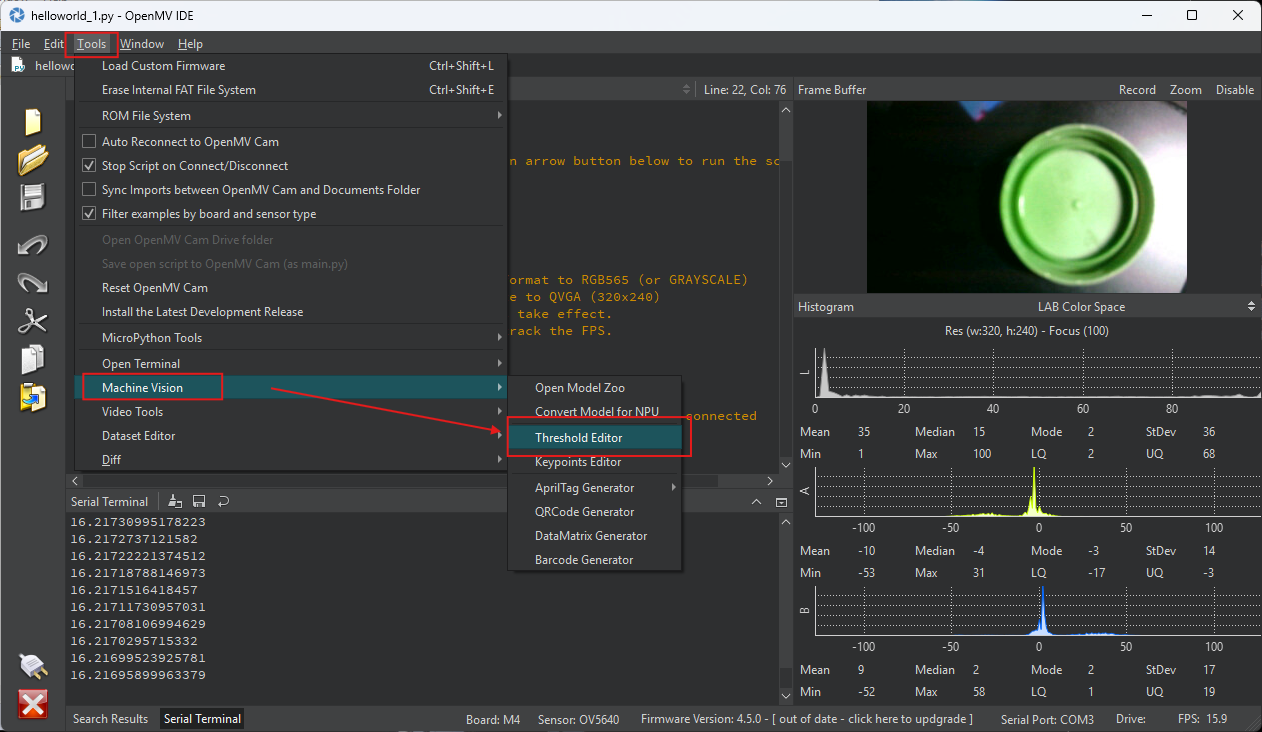 helloworld_1.py - OpenMV IDE
File Edit Tools Window Help
hellowo
Line: 22, Col: 76
Load Custom Firmware Ctrl+Shift+L
Erase Internal FAT File System Ctrl+Shift+E
ROM File System
Auto Reconnect to OpenMV Cam
Stop Script on Connect/Disconnect
Sync Imports between OpenMV Cam and Documents Folder
Filter examples by board and sensor type
Open OpenMV Cam Drive folder
Save open script to OpenMV Cam (as main.py)
Reset OpenMV Cam
Install the Latest Development Release
MicroPython Tools
Open Terminal
Machine Vision
Video Tools
Dataset Editor
Diff
Open Model Zoo
Convert Model for NPU
Threshold Editor
Keypoints Editor
AprilTag Generator
QRCode Generator
DataMatrix Generator
Barcode Generator
n arrow button below to run the sc
ormat to RGB565 (or GRAYSCALE)
e to QVGA (320x240)
take effect.
rack the FPS.
connected
Serial Terminal
16.21730995178223
16.2172737121582
16.21722221374512
16.21718788146973
16.2171516418457
16.21711730957031
16.21708106994629
16.2170295715332
16.21699523925781
16.21695899963379
Frame Buffer Record Zoom Disable
Histogram LAB Color Space
Res (w:320, h:240) - Focus (100)
L
0 20 40 60 80
Mean 35 Median 15 Mode 2 StDev 36
Min 1 Max 100 LQ 2 UQ 68
A
-100 -50 0 50 100
Mean -10 Median -4 Mode -3 StDev 14
Min -53 Max 31 LQ -17 UQ -3
B
-100 -50 0 50 100
Mean 9 Median 2 Mode 2 StDev 17
Min -52 Max 58 LQ 1 UQ 19
Search Results Serial Terminal Board: M4 Sensor: OV5640 Firmware Version: 4.5.0 - [ out of date - click here to updgrade ] Serial Port: COM3 Drive: FPS: 15.9